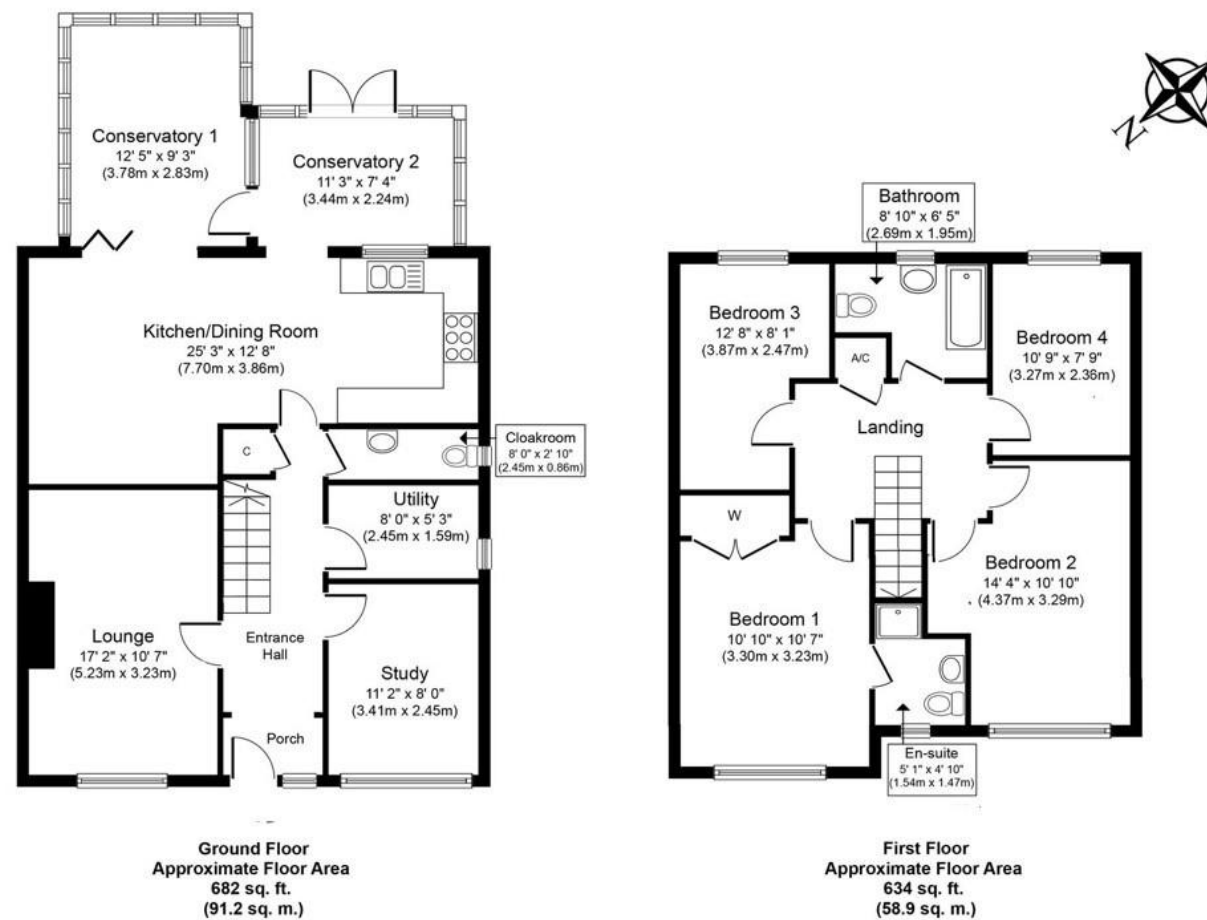 Conservatory 1
12' 5" x 9' 3"
(3.78m x 2.83m)
Conservatory 2
11' 3" x 7' 4"
(3.44m x 2.24m)
Kitchen/Dining Room
25' 3" x 12' 8"
(7.70m x 3.86m)
C
Cloakroom
8' 0" x 2' 10"
(2.45m x 0.86m)
Utility
8' 0" x 5' 3"
(2.45m x 1.59m)
Lounge
17' 2" x 10' 7"
(5.23m x 3.23m)
Entrance
Hall
Study
11' 2" x 8' 0"
(3.41m x 2.45m)
Porch
Ground Floor
Approximate Floor Area
682 sq. ft.
(91.2 sq. m.)
N
Bathroom
8' 10" x 6' 5"
(2.69m x 1.95m)
Bedroom 3
12' 8" x 8' 1"
(3.87m x 2.47m)
A/C
Bedroom 4
10' 9" x 7' 9"
(3.27m x 2.36m)
Landing
W
Bedroom 2
14' 4" x 10' 10"
(4.37m x 3.29m)
Bedroom 1
10' 10" x 10' 7"
(3.30m x 3.23m)
En-suite
5' 1" x 4' 10"
(1.54m x 1.47m)
First Floor
Approximate Floor Area
634 sq. ft.
(58.9 sq. m.)